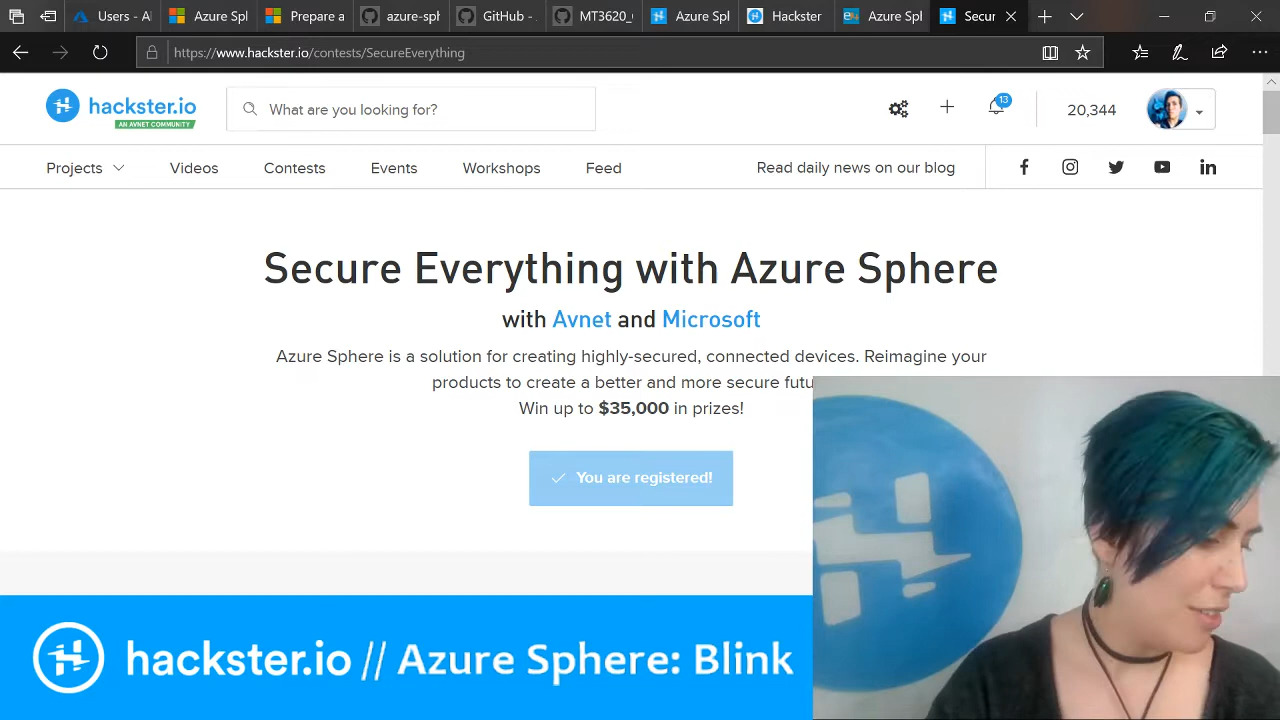 Users - Al
Azure Spl
Prepare a
azure-sph
GitHub -
MT3620_
Azure Spl
Hackster
Azure Spl
Secur
https://www.hackster.io/contests/SecureEverything
hackster.io
AN AVNET COMMUNITY
What are you looking for?
13
20,344
Projects
Videos
Contests
Events
Workshops
Feed
Read daily news on our blog
Secure Everything with Azure Sphere
with Avnet and Microsoft
Azure Sphere is a solution for creating highly-secured, connected devices. Reimagine your
products to create a better and more secure futu
Win up to $35,000 in prizes!
You are registered!
hackster.io // Azure Sphere: Blink